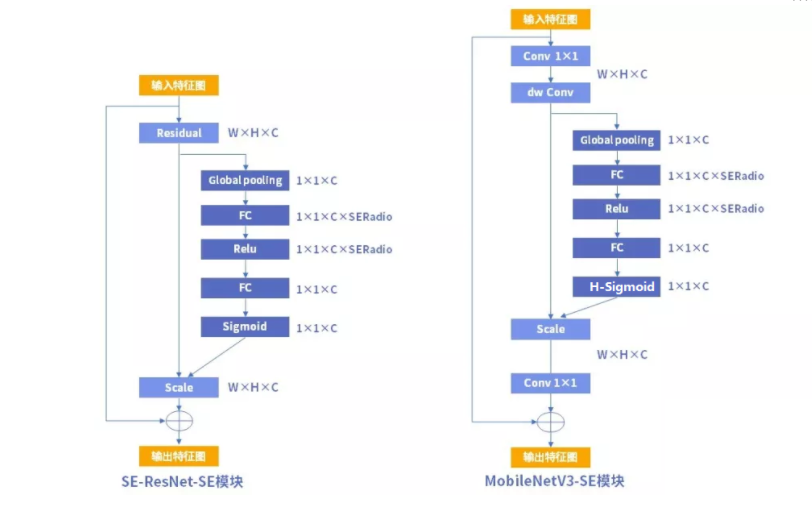 输入特征图
Residual
W×H×C
Global pooling
1×1×C
FC
1×1×C×SERadio
Relu
1×1×C×SERadio
FC
1×1×C
Sigmoid
1×1×C
Scale
W×H×C
输出特征图
SE-ResNet-SE模块
输入特征图
Conv 1×1
W×H×C
dw Conv
Global pooling
1×1×C
FC
1×1×C×SERadio
Relu
1×1×C×SERadio
FC
1×1×C
H-Sigmoid
1×1×C
Scale
W×H×C
Conv 1×1
输出特征图
MobileNetV3-SE模块